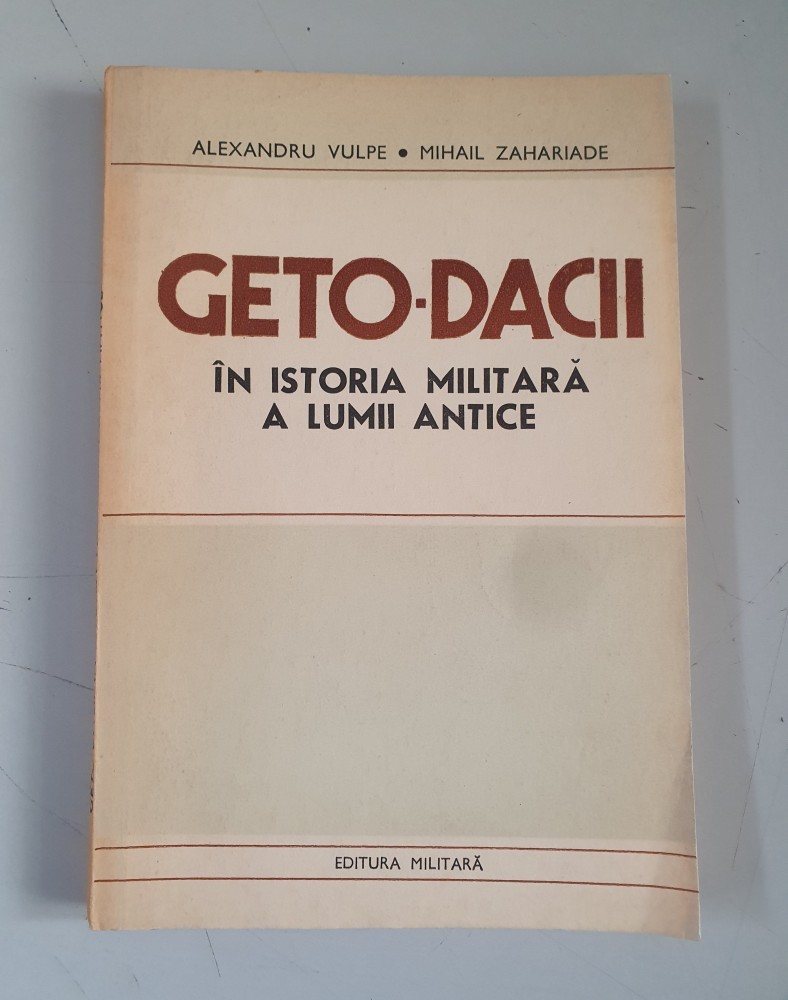 ALEXANDRU VULPE • MIHAIL ZAHARIADE
GETO-DACII
ÎN ISTORIA MILITARĂ
A LUMII ANTICE
EDITURA MILITARĂ